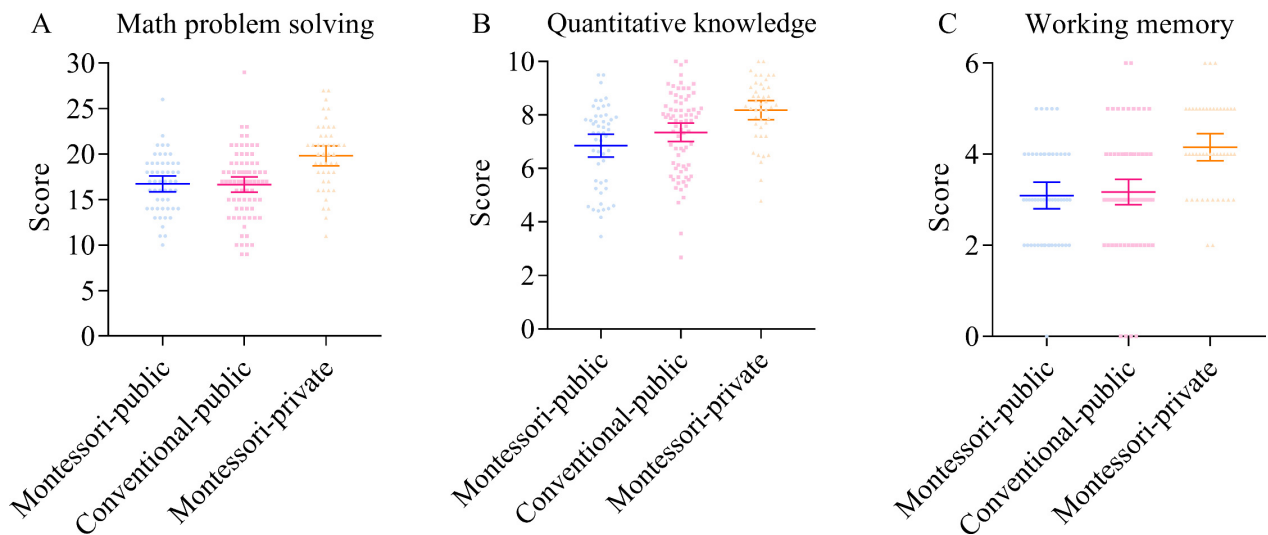 A
Math problem solving
30
25
20
15
10
5
0
Score
Montessori-public
Conventional-public
Montessori-private
B
Quantitative knowledge
10
8
6
4
2
0
Score
Montessori-public
Conventional-public
Montessori-private
C
Working memory
6
4
2
0
Score
Montessori-public
Conventional-public
Montessori-private